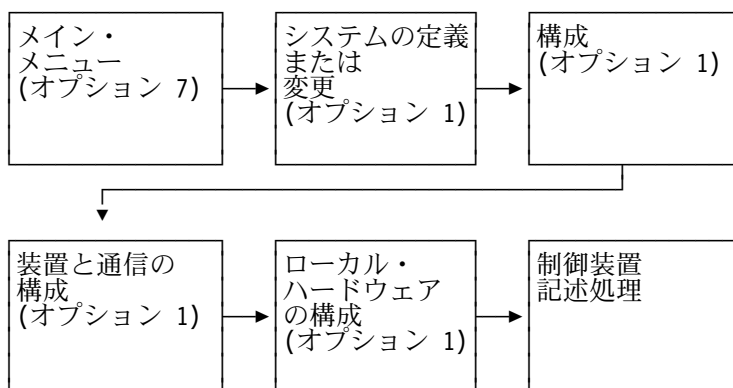 メイン・
メニュー
(オプション 7)
システムの定義
または
変更
(オプション 1)
構成
(オプション 1)
装置と通信の
構成
(オプション 1)
ローカル・
ハードウェア
の構成
(オプション 1)
制御装置
記述処理